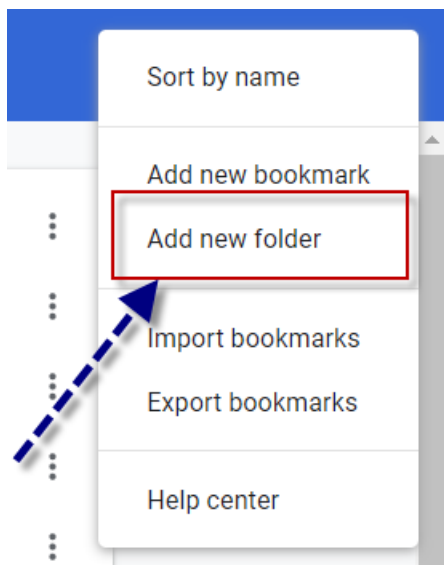 Sort by name
Add new bookmark
Add new folder
Import bookmarks
Export bookmarks
Help center